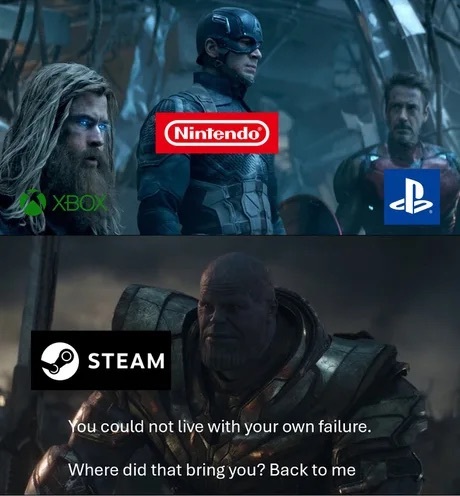 Nintendo
XBOX
STEAM
You could not live with your own failure.
Where did that bring you? Back to me